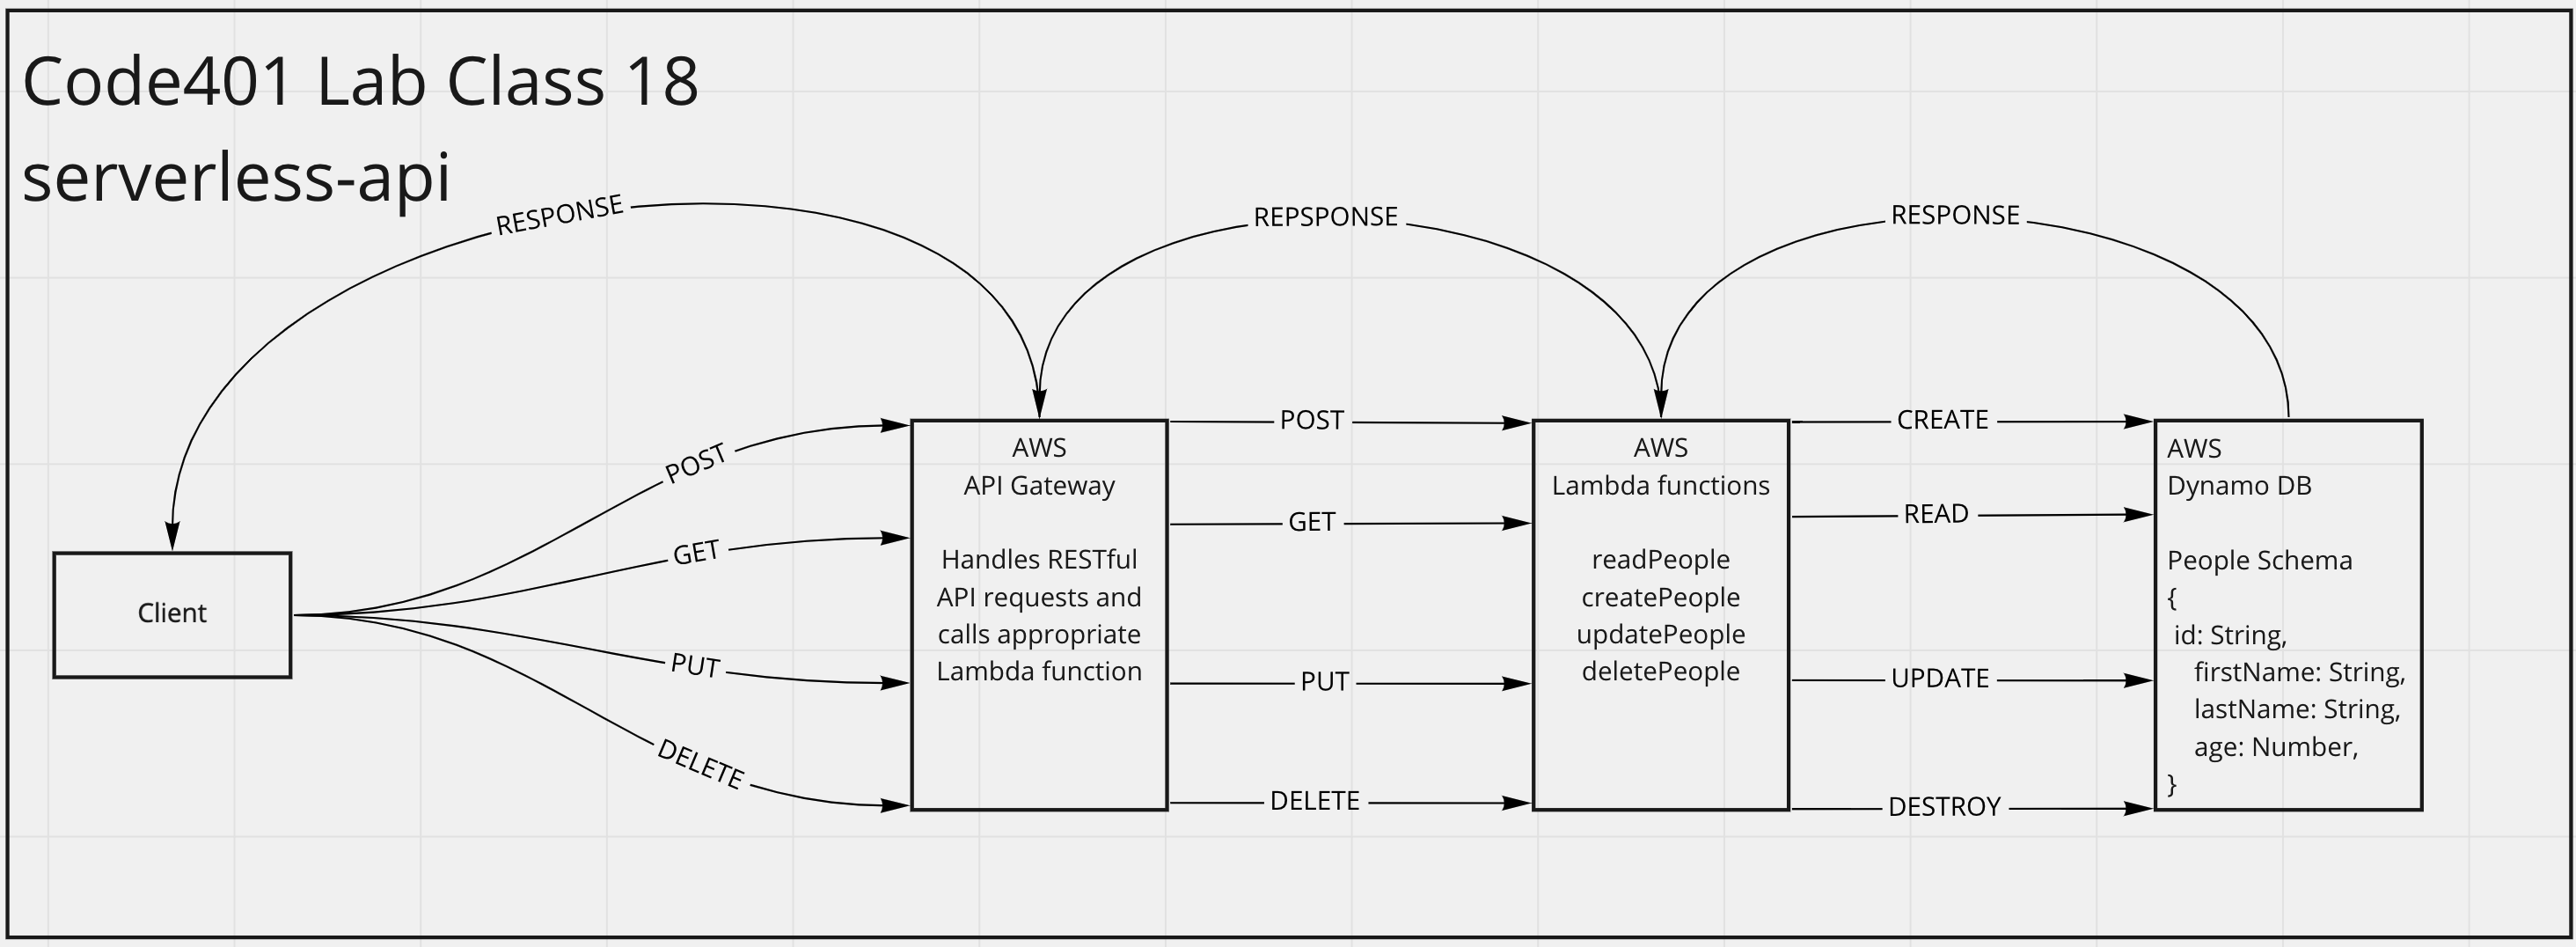 Code401 Lab Class 18
serverless-api
RESPONSE
REPSPONSE
RESPONSE
Client
POST
GET
PUT
DELETE
AWS
API Gateway
Handles RESTful
API requests and
calls appropriate
Lambda function
POST
GET
PUT
DELETE
AWS
Lambda functions
readPeople
createPeople
updatePeople
deletePeople
CREATE
READ
UPDATE
DESTROY
AWS
Dynamo DB
People Schema
{
id: String,
firstName: String,
lastName: String,
age: Number,
}